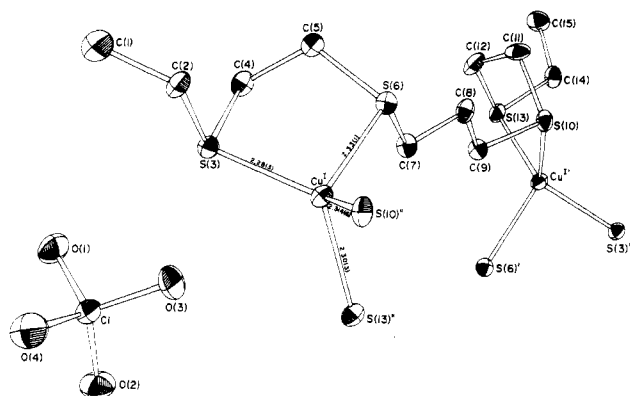 C(1)
C(2)
C(4)
C(5)
C(12)
C(11)
C(15)
C(14)
S(6)
C(8)
S(13)
S(10)
S(3)
2.28(3)
C(7)
C(9)
Cu^I
S(10)"
Cu^I'
S(3)'
S(6)'
2.30(3)
S(13)"
O(1)
O(3)
Cl
O(4)
O(2)